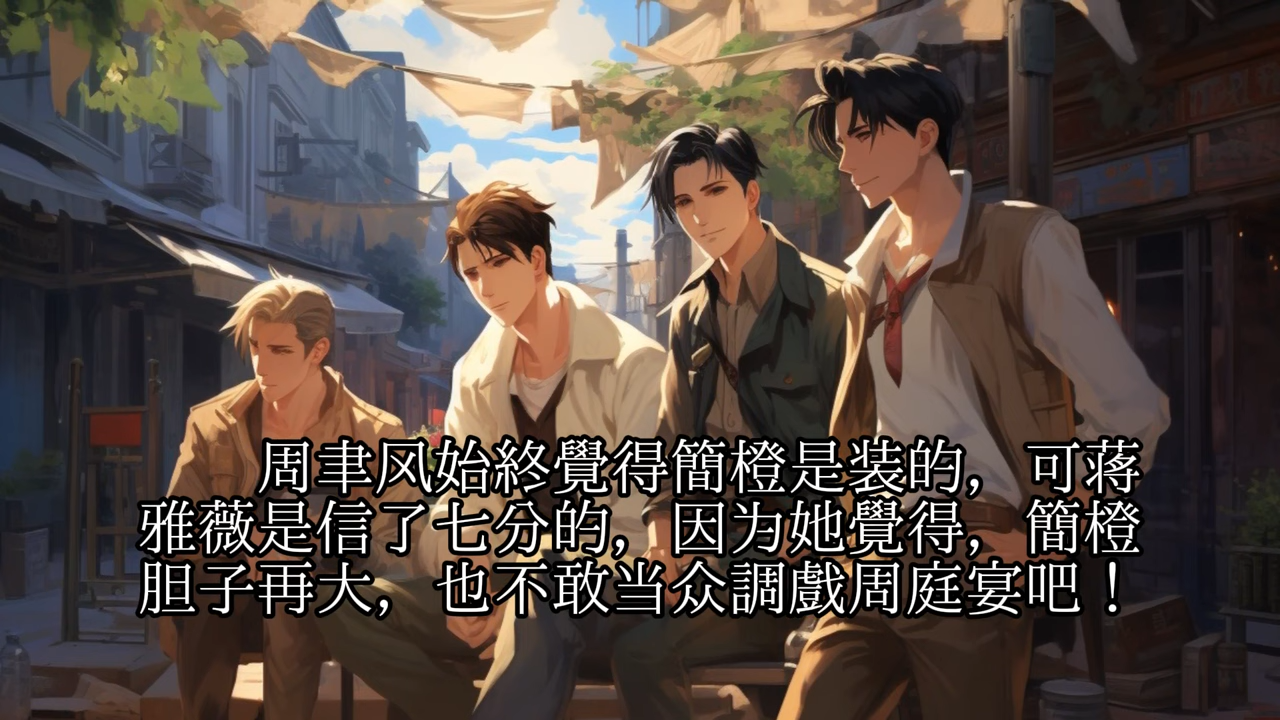 周聿风始終覺得簡橙是装的，可蒋
雅薇是信了七分的，因为她覺得，簡橙
胆子再大，也不敢当众調戲周庭宴吧！